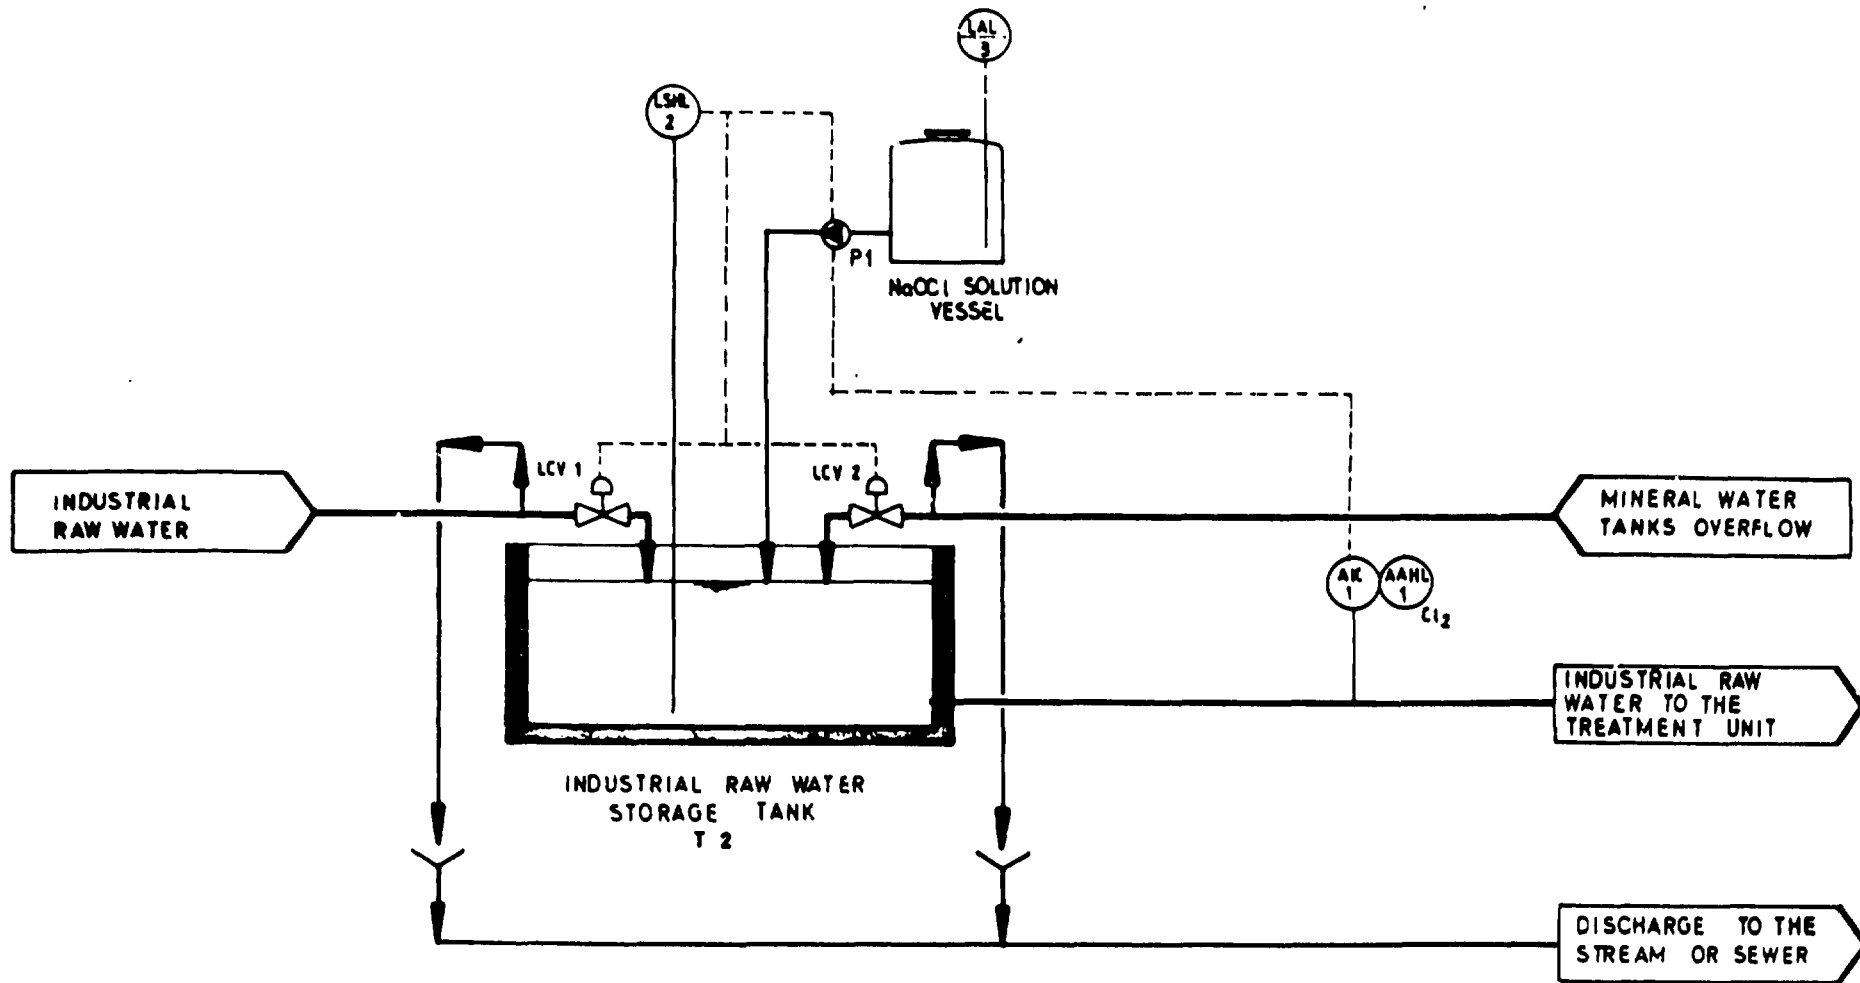 LAL
3
LSHL
2
P1
NaOCl SOLUTION
VESSEL
LCV 1
LCV 2
INDUSTRIAL
RAW WATER
MINERAL WATER
TANKS OVERFLOW
AIC
1
AAHL
1
Cl2
INDUSTRIAL RAW
WATER TO THE
TREATMENT UNIT
INDUSTRIAL RAW WATER
STORAGE TANK
T 2
DISCHARGE TO THE
STREAM OR SEWER